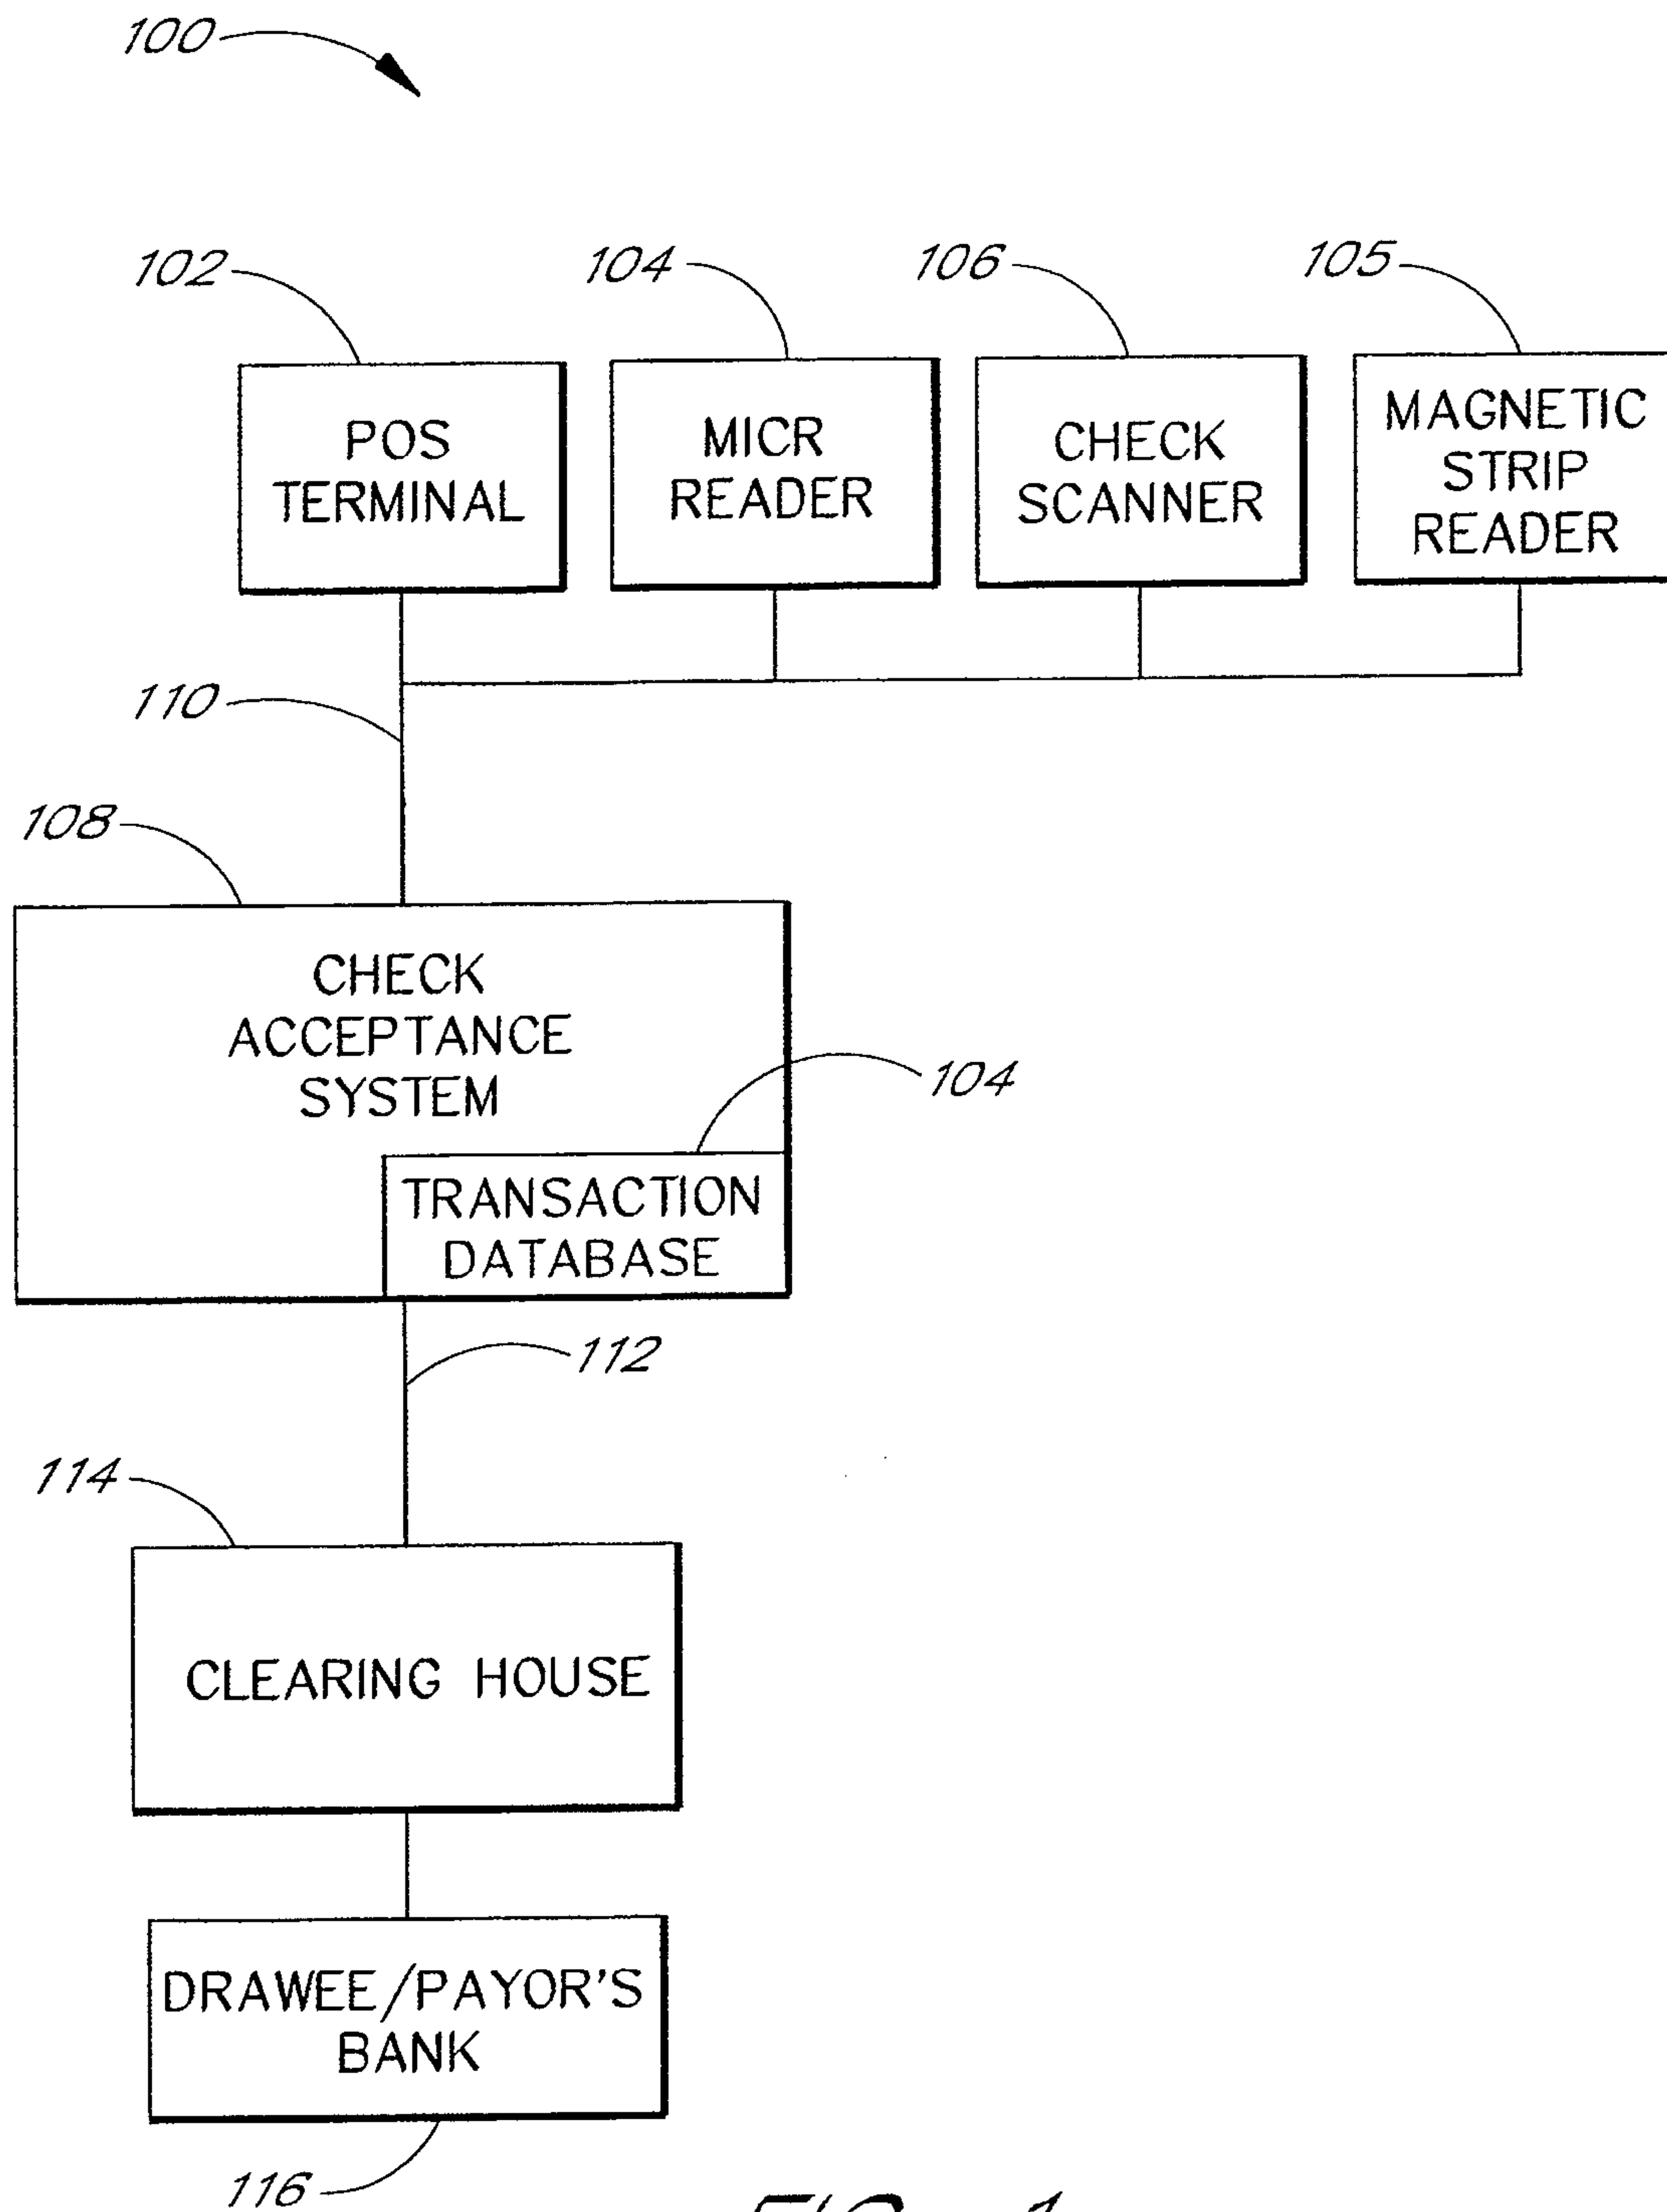 100
102
104
106
105
POS
TERMINAL
MICR
READER
CHECK
SCANNER
MAGNETIC
STRIP
READER
110
108
CHECK
ACCEPTANCE
SYSTEM
104
TRANSACTION
DATABASE
112
114
CLEARING HOUSE
DRAWEE/PAYOR'S
BANK
116